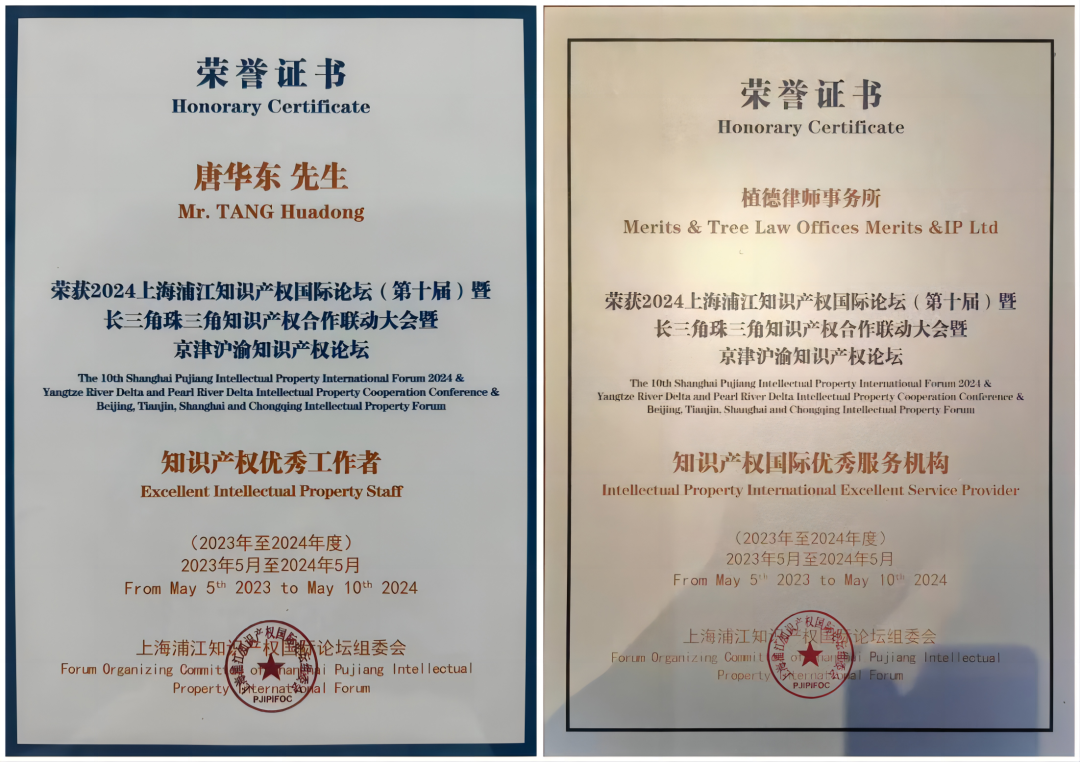 荣誉证书
Honorary Certificate
唐华东 先生
Mr. TANG Huadong
荣获2024上海浦江知识产权国际论坛（第十届）暨
长三角珠三角知识产权合作联动大会暨
京津沪渝知识产权论坛
The 10th Shanghai Pujiang Intellectual Property International Forum 2024 &
Yangtze River Delta and Pearl River Delta Intellectual Property Cooperation Conference &
Beijing, Tianjin, Shanghai and Chongqing Intellectual Property Forum
知识产权优秀工作者
Excellent Intellectual Property Staff
（2023年至2024年度）
2023年5月至2024年5月
From May 5th 2023 to May 10th 2024
上海浦江知识产权国际论坛组委会
Forum Organizing Committee of Shanghai Pujiang Intellectual
Property International Forum
PJIPIFOC
荣誉证书
Honorary Certificate
植德律师事务所
Merits & Tree Law Offices Merits &IP Ltd
荣获2024上海浦江知识产权国际论坛（第十届）暨
长三角珠三角知识产权合作联动大会暨
京津沪渝知识产权论坛
The 10th Shanghai Pujiang Intellectual Property International Forum 2024 &
Yangtze River Delta and Pearl River Delta Intellectual Property Cooperation Conference &
Beijing, Tianjin, Shanghai and Chongqing Intellectual Property Forum
知识产权国际优秀服务机构
Intellectual Property International Excellent Service Provider
（2023年至2024年度）
2023年5月至2024年5月
From May 5th 2023 to May 10th 2024
上海浦江知识产权国际论坛组委会
Forum Organizing Committee of Shanghai Pujiang Intellectual
Property International Forum
PJIPIFOC